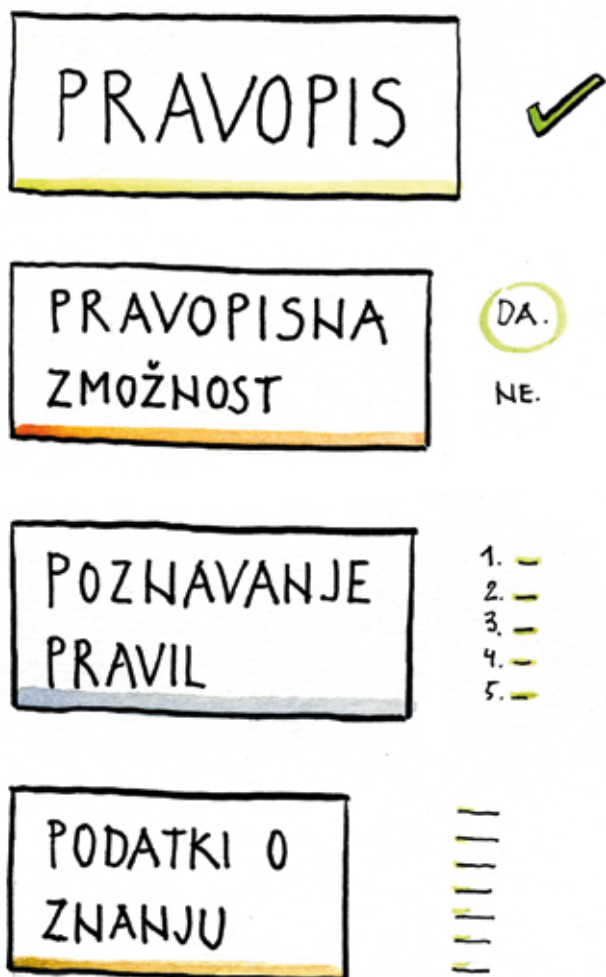 PRAVOPIS
PRAVOPISNA
ZMOŽNOST
DA.
NE.
POZNAVANJE
PRAVIL
1.
2.
3.
4.
5.
PODATKI O
ZNANJU